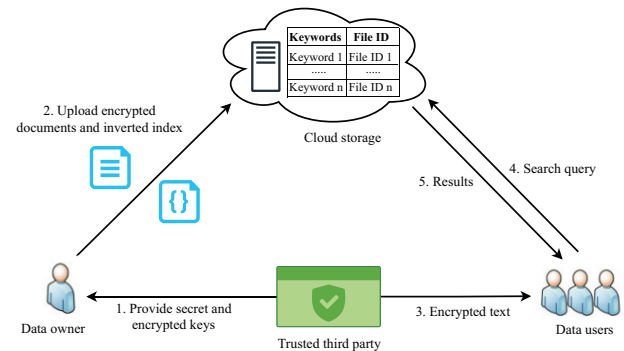 Keywords File ID
Keyword 1 File ID 1
..... .....
Keyword n File ID n
Cloud storage
2. Upload encrypted
documents and inverted index
{}
4. Search query
5. Results
1. Provide secret and
encrypted keys
3. Encrypted text
Data owner
Trusted third party
Data users